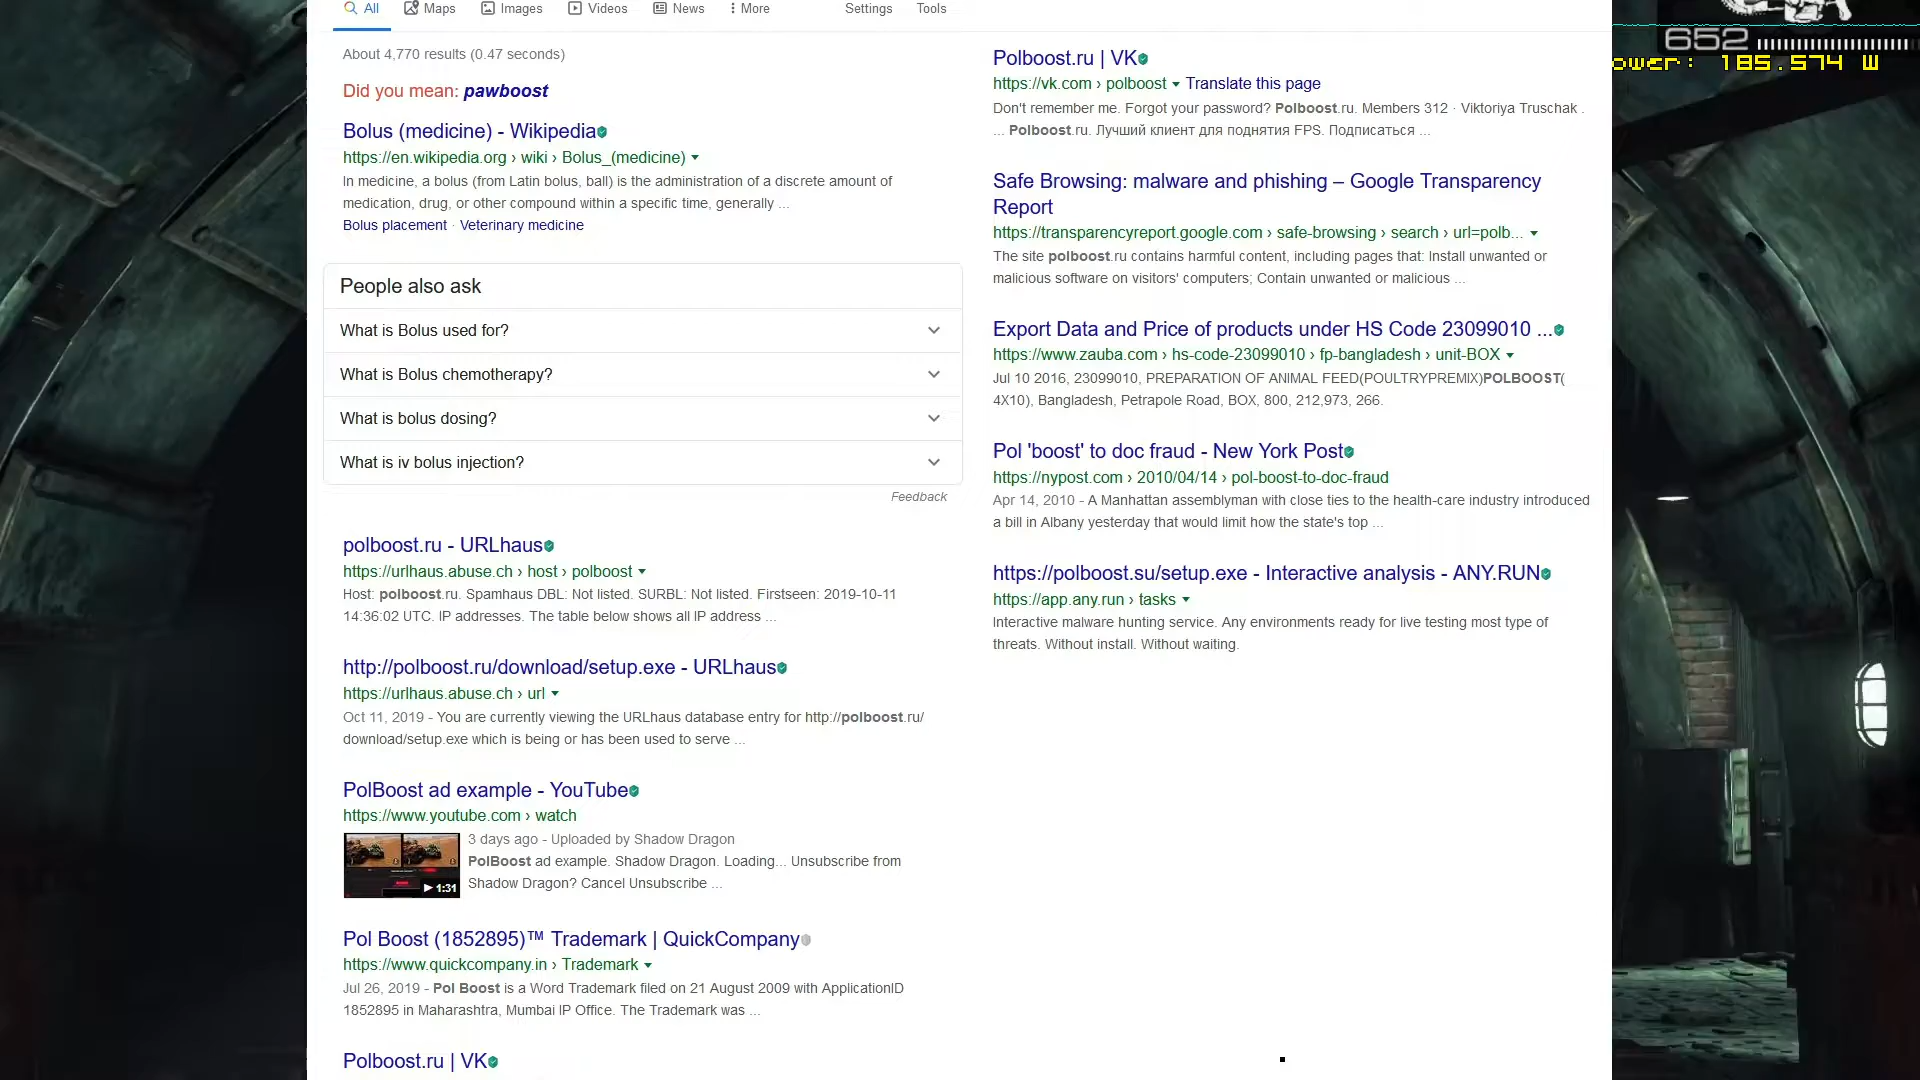 All Maps Images Videos News More Settings Tools
About 4,770 results (0.47 seconds)
Did you mean: pawboost
Bolus (medicine) - Wikipedia
https://en.wikipedia.org › wiki › Bolus_(medicine)
In medicine, a bolus (from Latin bolus, ball) is the administration of a discrete amount of
medication, drug, or other compound within a specific time, generally ...
Bolus placement · Veterinary medicine
People also ask
What is Bolus used for?
What is Bolus chemotherapy?
What is bolus dosing?
What is iv bolus injection?
Feedback
polboost.ru - URLhaus
https://urlhaus.abuse.ch › host › polboost
Host: polboost.ru. Spamhaus DBL: Not listed. SURBL: Not listed. Firstseen: 2019-10-11
14:36:02 UTC. IP addresses. The table below shows all IP address ...
http://polboost.ru/download/setup.exe - URLhaus
https://urlhaus.abuse.ch › url
Oct 11, 2019 - You are currently viewing the URLhaus database entry for http://polboost.ru/
download/setup.exe which is being or has been used to serve ...
PolBoost ad example - YouTube
https://www.youtube.com › watch
3 days ago - Uploaded by Shadow Dragon
PolBoost ad example. Shadow Dragon. Loading... Unsubscribe from
Shadow Dragon? Cancel Unsubscribe ...
1:31
Pol Boost (1852895)™ Trademark | QuickCompany
https://www.quickcompany.in › Trademark
Jul 26, 2019 - Pol Boost is a Word Trademark filed on 21 August 2009 with ApplicationID
1852895 in Maharashtra, Mumbai IP Office. The Trademark was ...
Polboost.ru | VK
Polboost.ru | VK
https://vk.com › polboost Translate this page
Don't remember me. Forgot your password? Polboost.ru. Members 312 · Viktoriya Truschak .
... Polboost.ru. Лучший клиент для поднятия FPS. Подписаться ...
Safe Browsing: malware and phishing – Google Transparency
Report
https://transparencyreport.google.com › safe-browsing › search › url=polb...
The site polboost.ru contains harmful content, including pages that: Install unwanted or
malicious software on visitors' computers; Contain unwanted or malicious ...
Export Data and Price of products under HS Code 23099010 ...
https://www.zauba.com › hs-code-23099010 › fp-bangladesh › unit-BOX
Jul 10 2016, 23099010, PREPARATION OF ANIMAL FEED(POULTRYPREMIX)POLBOOST(
4X10), Bangladesh, Petrapole Road, BOX, 800, 212,973, 266.
Pol 'boost' to doc fraud - New York Post
https://nypost.com › 2010/04/14 › pol-boost-to-doc-fraud
Apr 14, 2010 - A Manhattan assemblyman with close ties to the health-care industry introduced
a bill in Albany yesterday that would limit how the state's top ...
https://polboost.su/setup.exe - Interactive analysis - ANY.RUN
https://app.any.run › tasks
Interactive malware hunting service. Any environments ready for live testing most type of
threats. Without install. Without waiting.
652
ower: 185.574 W